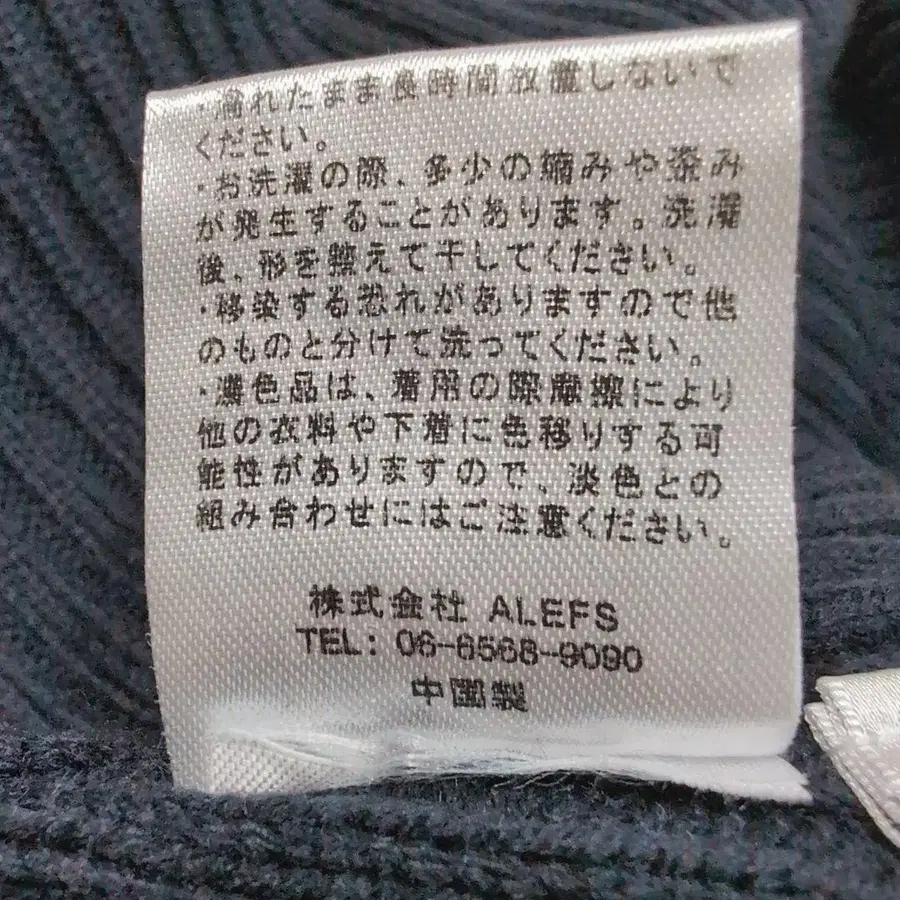 ・濡れたまま長時間放置しないで
ください。
・お洗濯の際、多少の縮みや歪み
が発生することがあります。洗濯
後、形を整えて干してください。
・移染する恐れがありますので他
のものと分けて洗ってください。
・濃色品は、着用の際摩擦により
他の衣料や下着に色移りする可
能性がありますので、淡色との
組み合わせにはご注意ください。
株式会社 ALEFS
TEL: 06-6568-9090
中国製